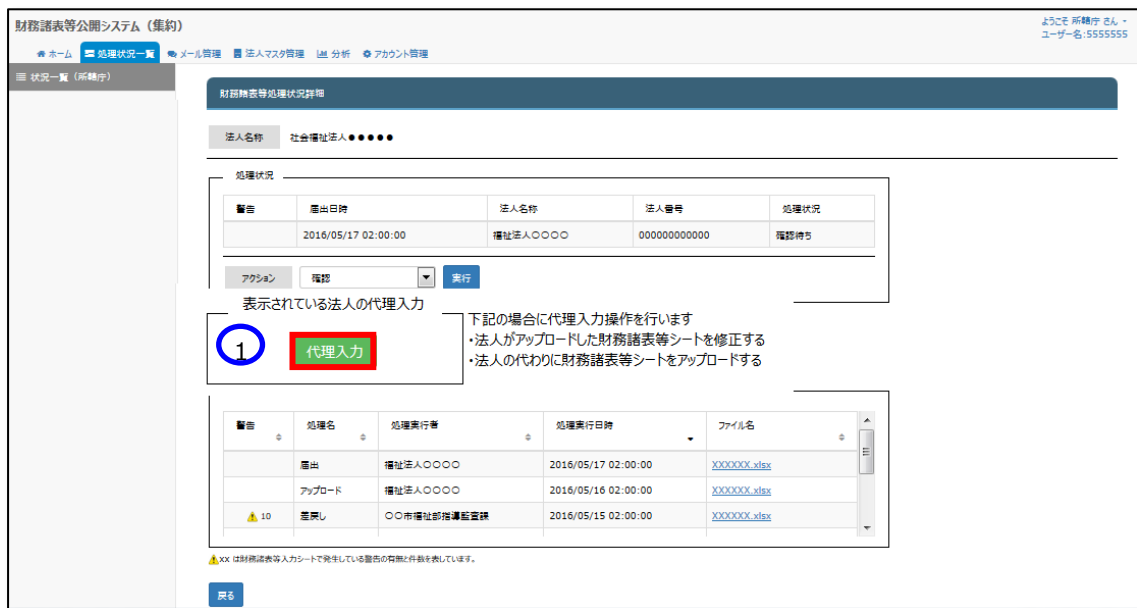 財務諸表等公開システム（集約）
ようこそ 所轄庁 さん
ユーザー名:5555555
ホーム 処理状況一覧 メール管理 法人マスタ管理 分析 アカウント管理
状況一覧（所轄庁）
財務諸表等処理状況詳細
法人名称 社会福祉法人●●●●●
処理状況
警告 届出日時 法人名称 法人番号 処理状況
2016/05/17 02:00:00 福祉法人〇〇〇〇 000000000000 確認待ち
アクション 確認 実行
表示されている法人の代理入力
1 代理入力
下記の場合に代理入力操作を行います
・法人がアップロードした財務諸表等シートを修正する
・法人の代わりに財務諸表等シートをアップロードする
警告 処理名 処理実行者 処理実行日時 ファイル名
届出 福祉法人〇〇〇〇 2016/05/17 02:00:00 XXXXXX.xlsx
アップロード 福祉法人〇〇〇〇 2016/05/16 02:00:00 XXXXXX.xlsx
10 差戻し 〇〇市福祉部指導監査課 2016/05/15 02:00:00 XXXXXX.xlsx
xx は財務諸表等入力シートで発生している警告の有無と件数を表しています。
戻る